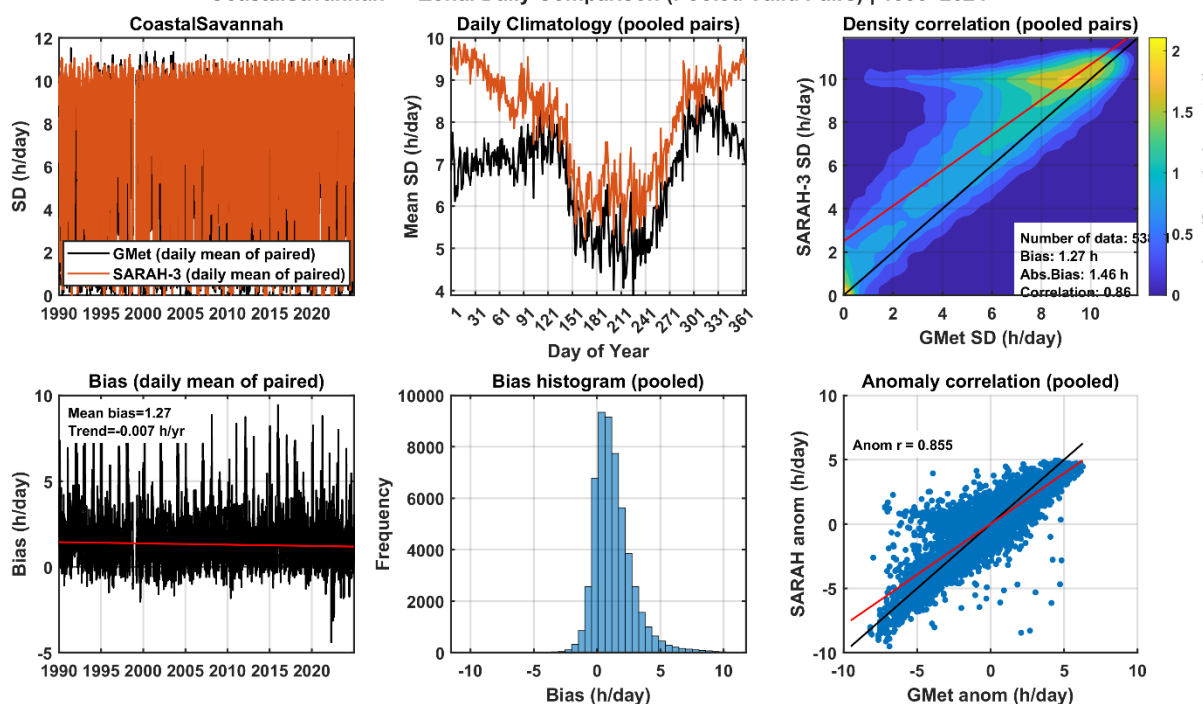 CoastalSavannah
SD (h/day)
12
10
8
6
4
2
0
GMet (daily mean of paired)
SARAH-3 (daily mean of paired)
1990 1995 2000 2005 2010 2015 2020
Daily Climatology (pooled pairs)
Mean SD (h/day)
10
9
8
7
6
5
4
1 31 61 91 121 151 181 211 241 271 301 331 361
Day of Year
Density correlation (pooled pairs)
SARAH-3 SD (h/day)
10
8
6
4
2
0
Number of data: 538
Bias: 1.27 h
Abs.Bias: 1.46 h
Correlation: 0.86
0 2 4 6 8 10
GMet SD (h/day)
2
1
0
Bias (daily mean of paired)
Bias (h/day)
10
5
0
-5
Mean bias=1.27
Trend=-0.007 h/yr
1990 2000 2010 2020
Bias histogram (pooled)
Frequency
10000
8000
6000
4000
2000
0
-10 -5 0 5 10
Bias (h/day)
Anomaly correlation (pooled)
SARAH anom (h/day)
10
5
0
-5
-10
Anom r = 0.855
-10 -5 0 5 10
GMet anom (h/day)